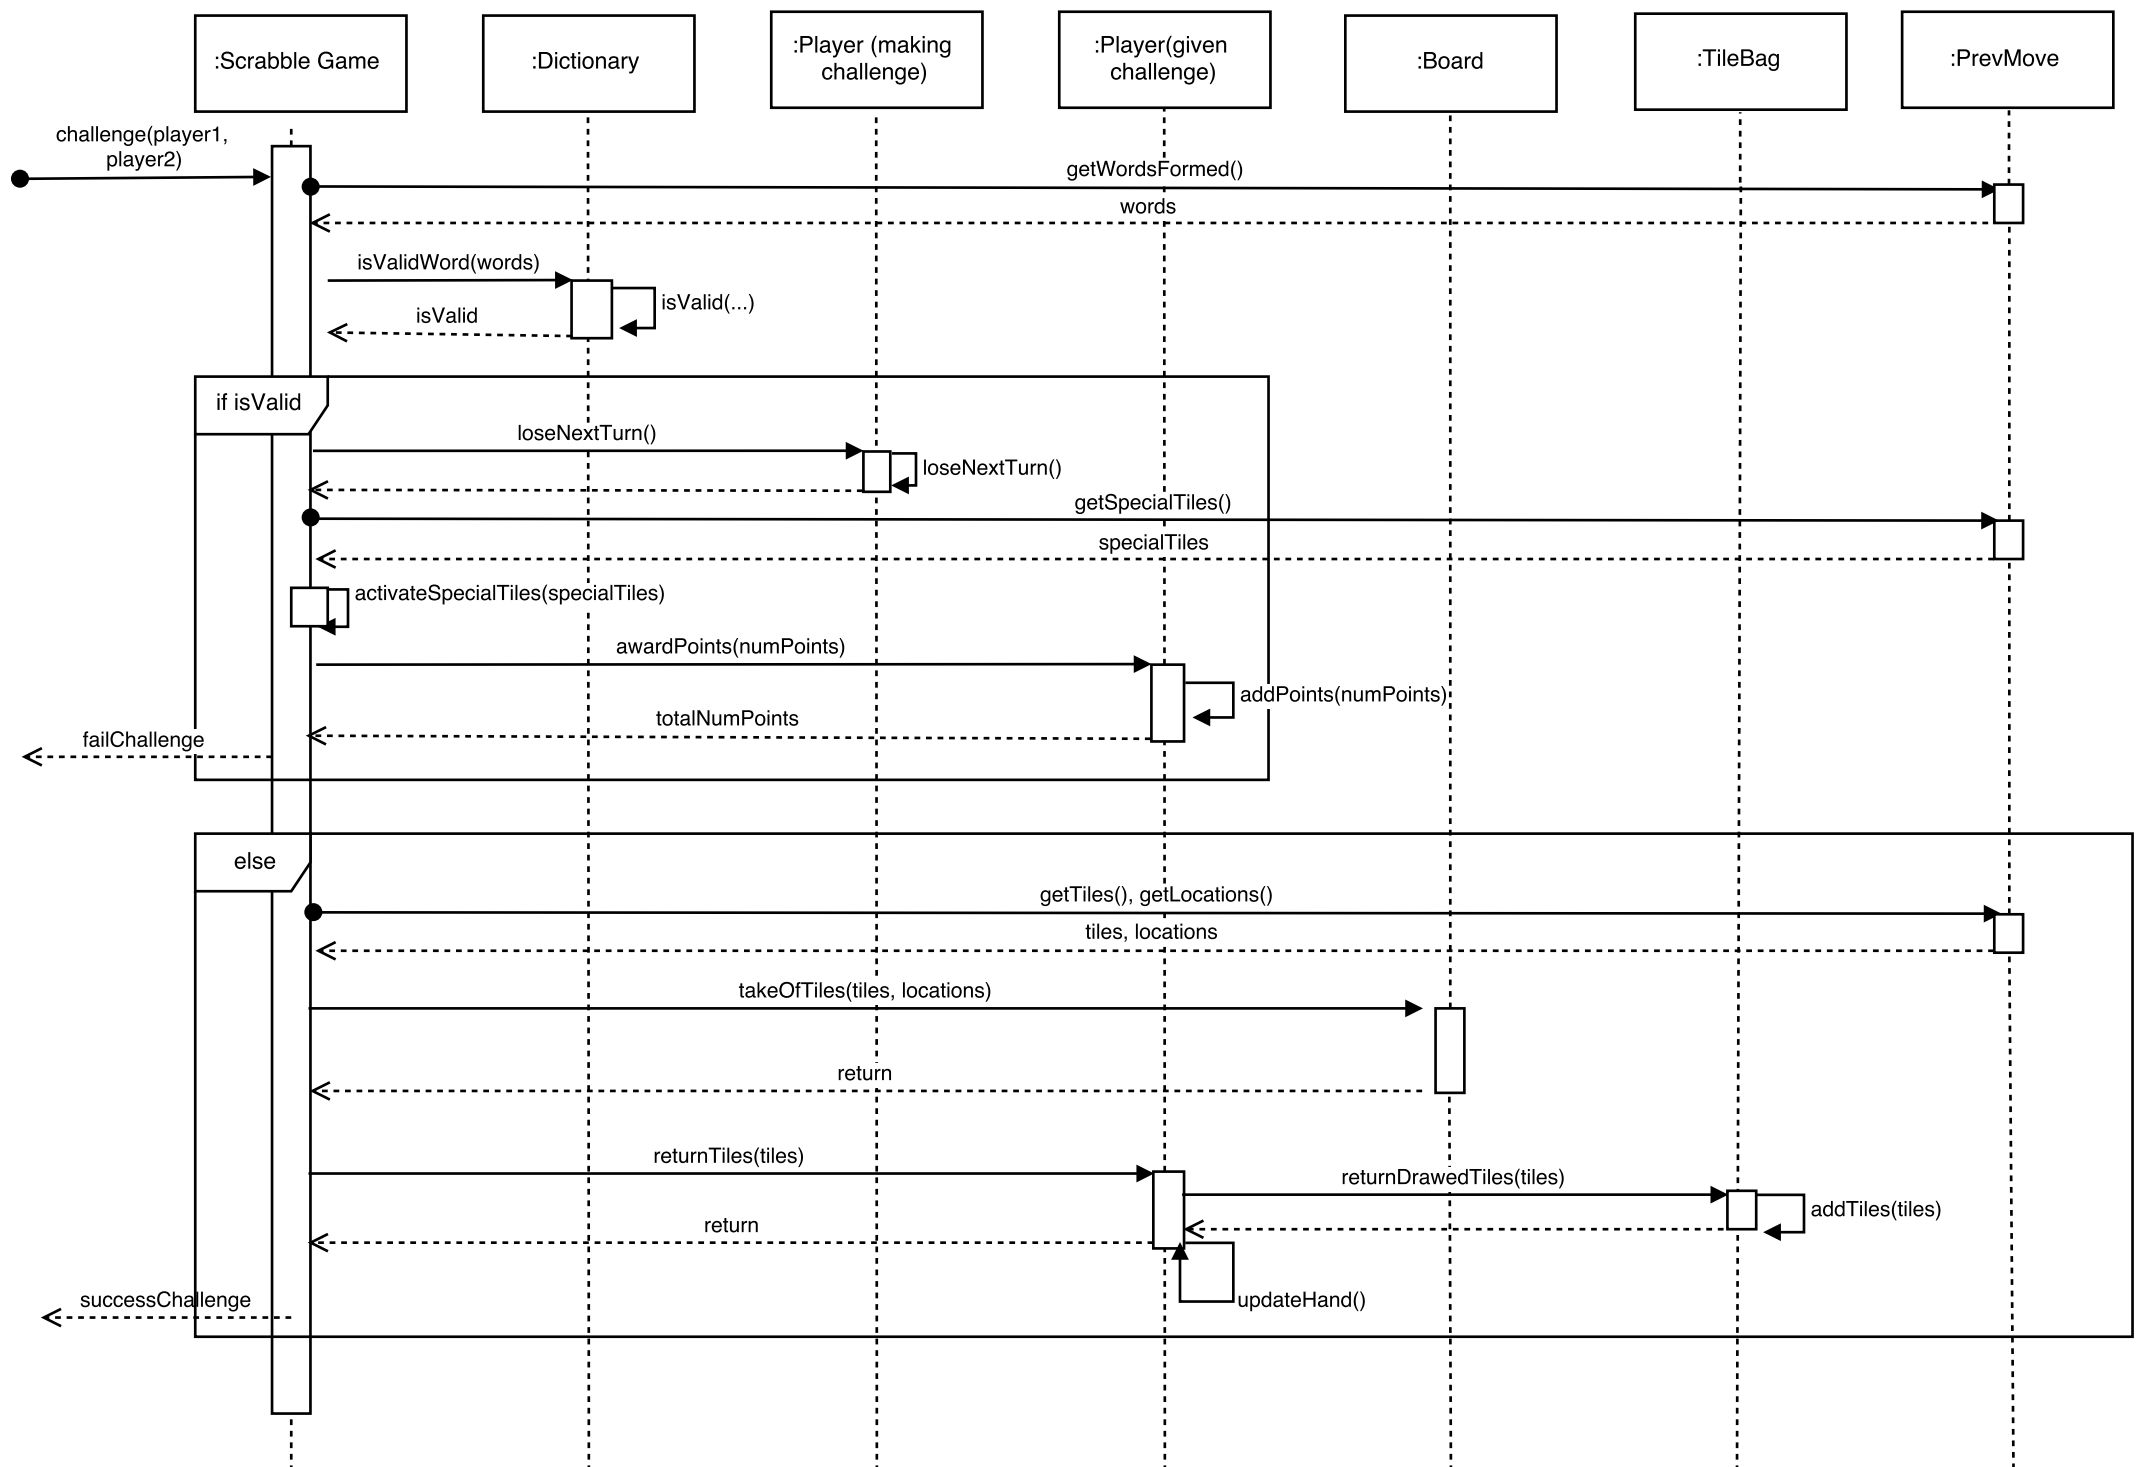 :Scrabble Game
:Dictionary
:Player (making
challenge)
:Player(given
challenge)
:Board
:TileBag
:PrevMove
challenge(player1,
player2)
getWordsFormed()
words
isValidWord(words)
isValid(...)
isValid
if isValid
loseNextTurn()
loseNextTurn()
getSpecialTiles()
specialTiles
activateSpecialTiles(specialTiles)
awardPoints(numPoints)
addPoints(numPoints)
totalNumPoints
failChallenge
else
getTiles(), getLocations()
tiles, locations
takeOfTiles(tiles, locations)
return
returnTiles(tiles)
returnDrawedTiles(tiles)
addTiles(tiles)
return
successChallenge
updateHand()